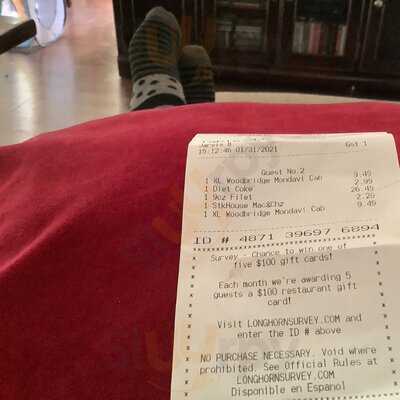 Gst 1
15:12:46 01/31/2021
Guest No.2
1 XL Woodbridge Mondavi Cab 9.49
1 Diet Coke 2.99
1 9oz Filet 26.49
1 StkHouse Mac&Chz 2.29
1 XL Woodbridge Mondavi Cab 9.49
ID # 4871 39697 6894
Survey - Chance to win one of
five $100 gift cards!
Each month we're awarding 5
guests a $100 restaurant gift
card!
Visit LONGHORNSURVEY.COM and
enter the ID # above
NO PURCHASE NECESSARY. Void where
prohibited. See Official Rules at
LONGHORNSURVEY.COM
Disponible en Espanol